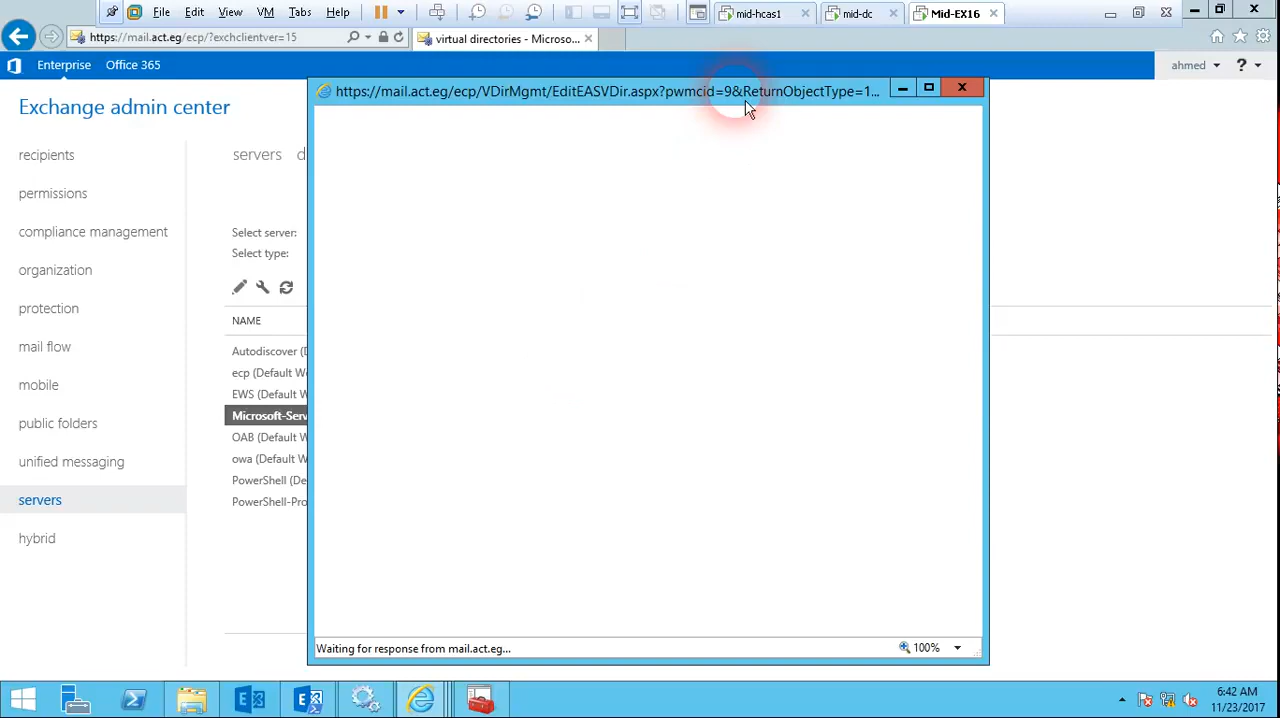 File Edit View VM Tabs Help mid-hcas1 mid-dc Mid-EX16
https://mail.act.eg/ecp/?exchclientver=15 virtual directories - Microso...
Enterprise Office 365 ahmed ?
https://mail.act.eg/ecp/VDirMgmt/EditEASVDir.aspx?pwmcid=9&ReturnObjectType=1...
Exchange admin center
recipients
permissions
compliance management
organization
protection
mail flow
mobile
public folders
unified messaging
servers
hybrid
servers d
Select server:
Select type:
NAME
Autodiscover (D
ecp (Default We
EWS (Default W
Microsoft-Serv
OAB (Default W
owa (Default W
PowerShell (De
PowerShell-Pro
Waiting for response from mail.act.eg... 100%
6:42 AM
11/23/2017